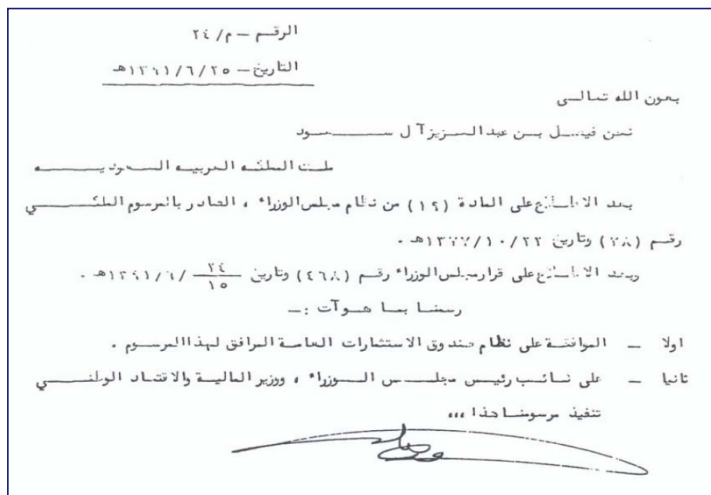 الرقم – م/٢٤
التاريخ – ١٣٩١/٦/٢٥هـ
بعون الله تعالى
نحن فيصل بن عبدالعزيز آل سعود
ملك المملكة العربية السعودية
بعد الاطلاع على المادة (١٩) من نظام مجلس الوزراء ، الصادر بالمرسوم الملكي
رقم (٣٨) وتاريخ ١٣٧٧/١٠/٢٢هـ .
وبعد الاطلاع على قرار مجلس الوزراء رقم (٤٦٨) وتاريخ ٢٤/١٥ /١٣٩١/٦هـ .
رسمنا بما هو آت :–
اولا – الموافقة على نظام صندوق الاستثمارات العامة المرافق لهذا المرسوم .
ثانيا – على نائب رئيس مجلس الوزراء ، ووزير المالية والاقتصاد الوطني
تنفيذ مرسومنا هذا ،،،